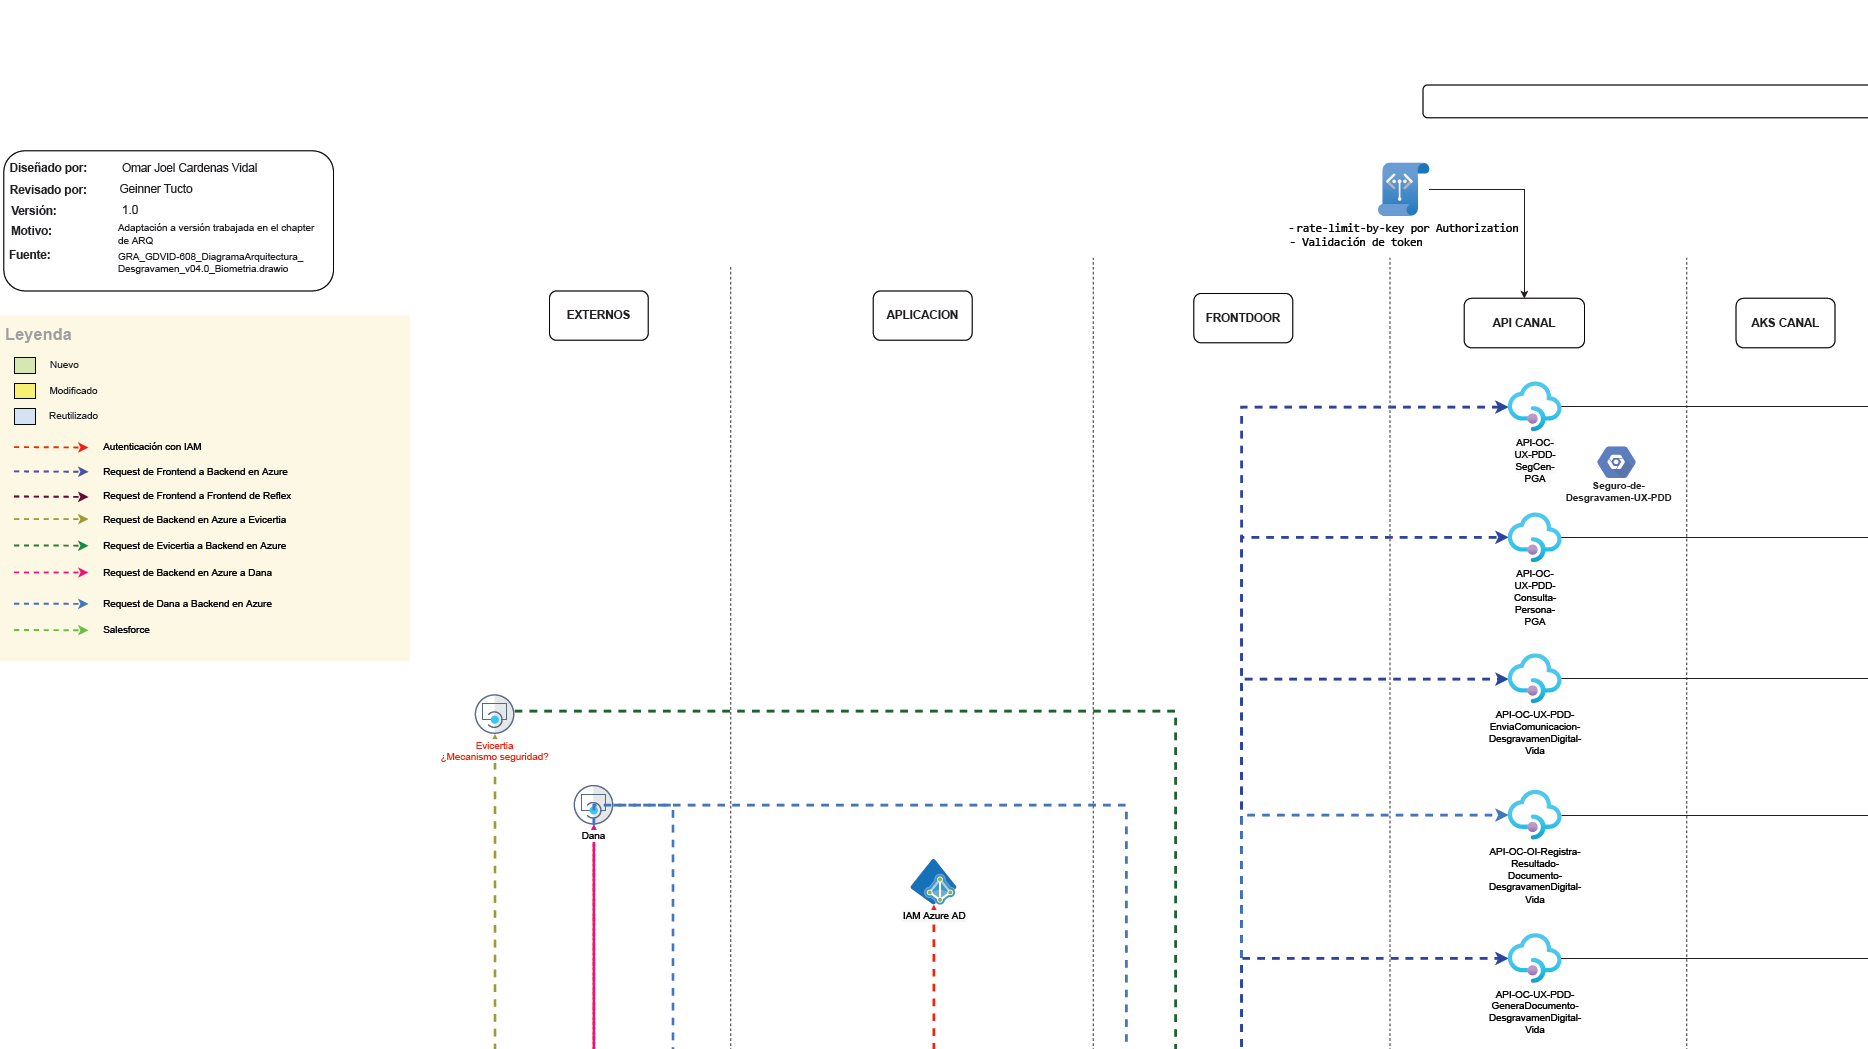 Diseñado por: Omar Joel Cardenas Vidal
Revisado por: Geinner Tucto
Versión: 1.0
Motivo: Adaptación a versión trabajada en el chapter
de ARQ
Fuente: GRA_GDVID-608_DiagramaArquitectura_
Desgravamen_v04.0_Biometria.drawio
Leyenda
Nuevo
Modificado
Reutilizado
Autenticación con IAM
Request de Frontend a Backend en Azure
Request de Frontend a Frontend de Reflex
Request de Backend en Azure a Evicertia
Request de Evicertia a Backend en Azure
Request de Backend en Azure a Dana
Request de Dana a Backend en Azure
Salesforce
EXTERNOS
Evicertia
¿Mecanismo seguridad?
Dana
APLICACION
IAM Azure AD
FRONTDOOR
-rate-limit-by-key por Authorization
- Validación de token
API CANAL
API-OC-
UX-PDD-
SegCen-
PGA
Seguro-de-
Desgravamen-UX-PDD
API-OC-
UX-PDD-
Consulta-
Persona-
PGA
API-OC-UX-PDD-
EnviaComunicacion-
DesgravamenDigital-
Vida
API-OC-OI-Registra-
Resultado-
Documento-
DesgravamenDigital-
Vida
API-OC-UX-PDD-
GeneraDocumento-
DesgravamenDigital-
Vida
AKS CANAL